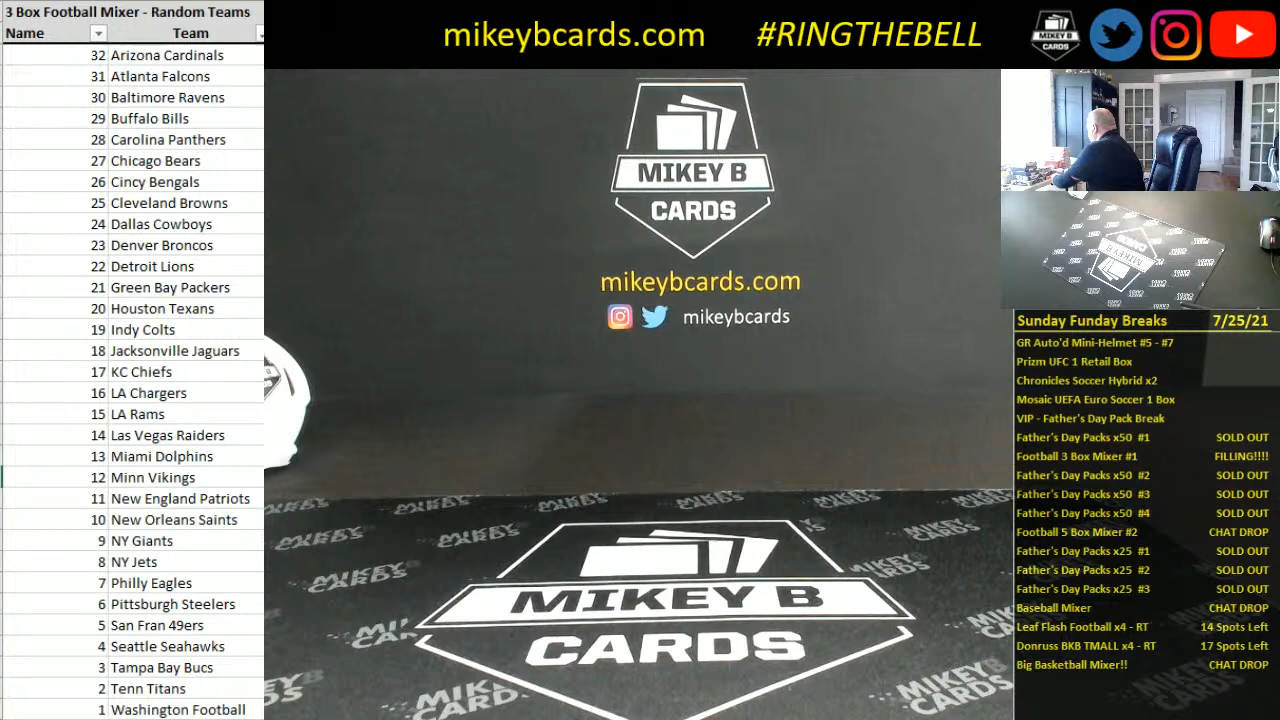 3 Box Football Mixer - Random Teams
Name Team
32 Arizona Cardinals
31 Atlanta Falcons
30 Baltimore Ravens
29 Buffalo Bills
28 Carolina Panthers
27 Chicago Bears
26 Cincy Bengals
25 Cleveland Browns
24 Dallas Cowboys
23 Denver Broncos
22 Detroit Lions
21 Green Bay Packers
20 Houston Texans
19 Indy Colts
18 Jacksonville Jaguars
17 KC Chiefs
16 LA Chargers
15 LA Rams
14 Las Vegas Raiders
13 Miami Dolphins
12 Minn Vikings
11 New England Patriots
10 New Orleans Saints
9 NY Giants
8 NY Jets
7 Philly Eagles
6 Pittsburgh Steelers
5 San Fran 49ers
4 Seattle Seahawks
3 Tampa Bay Bucs
2 Tenn Titans
1 Washington Football
mikeybcards.com #RINGTHEBELL
MIKEY B
CARDS
MIKEY B
CARDS
mikeybcards.com
mikeybcards
MIKEY B
CARDS
Sunday Funday Breaks 7/25/21
GR Auto'd Mini-Helmet #5 - #7
Prizm UFC 1 Retail Box
Chronicles Soccer Hybrid x2
Mosaic UEFA Euro Soccer 1 Box
VIP - Father's Day Pack Break
Father's Day Packs x50 #1 SOLD OUT
Football 3 Box Mixer #1 FILLING!!!!
Father's Day Packs x50 #2 SOLD OUT
Father's Day Packs x50 #3 SOLD OUT
Father's Day Packs x50 #4 SOLD OUT
Football 5 Box Mixer #2 CHAT DROP
Father's Day Packs x25 #1 SOLD OUT
Father's Day Packs x25 #2 SOLD OUT
Father's Day Packs x25 #3 SOLD OUT
Baseball Mixer CHAT DROP
Leaf Flash Football x4 - RT 14 Spots Left
Donruss BKB TMALL x4 - RT 17 Spots Left
Big Basketball Mixer!! CHAT DROP